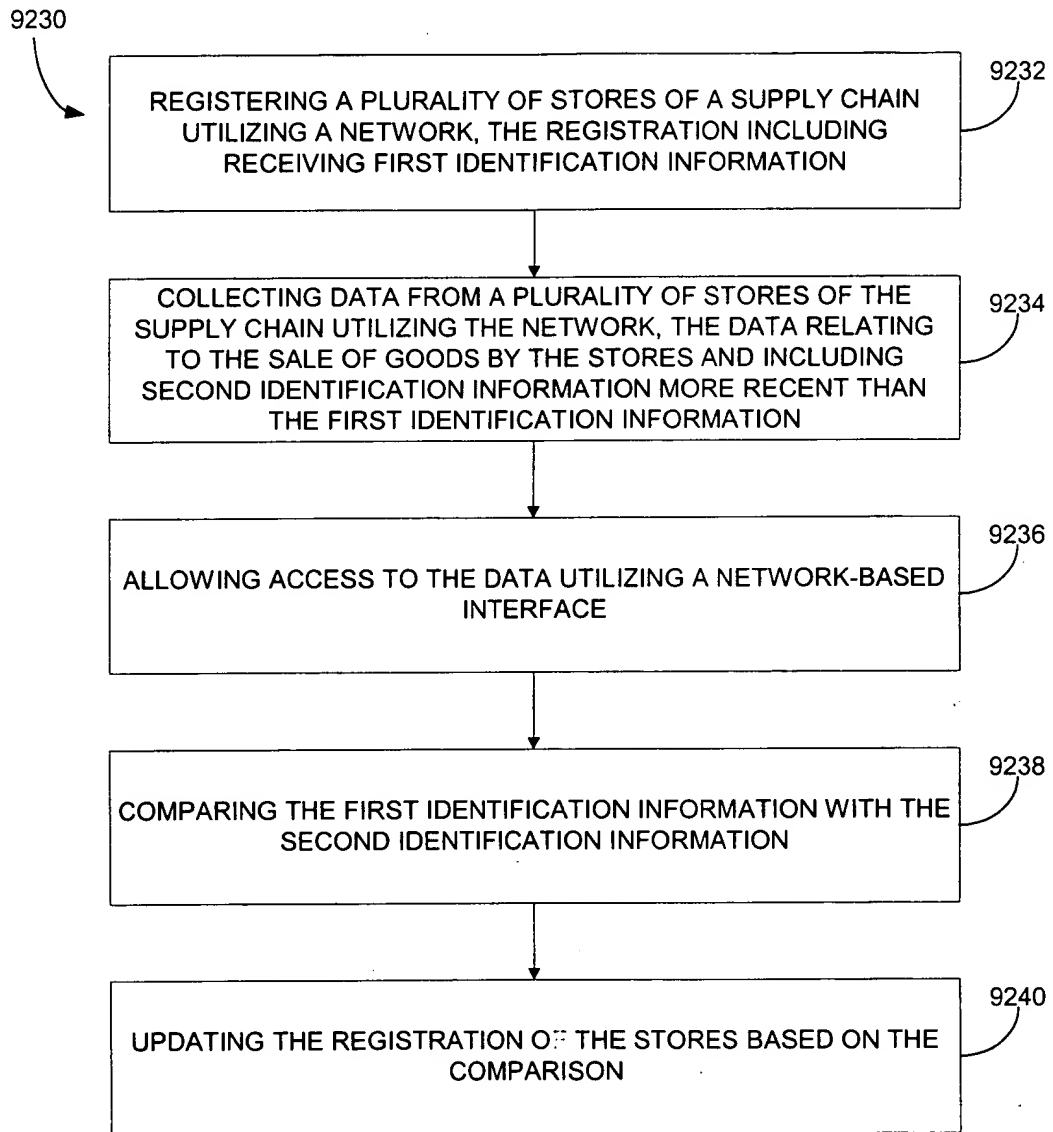 9230
9232
REGISTERING A PLURALITY OF STORES OF A SUPPLY CHAIN
UTILIZING A NETWORK, THE REGISTRATION INCLUDING
RECEIVING FIRST IDENTIFICATION INFORMATION
9234
COLLECTING DATA FROM A PLURALITY OF STORES OF THE
SUPPLY CHAIN UTILIZING THE NETWORK, THE DATA RELATING
TO THE SALE OF GOODS BY THE STORES AND INCLUDING
SECOND IDENTIFICATION INFORMATION MORE RECENT THAN
THE FIRST IDENTIFICATION INFORMATION
9236
ALLOWING ACCESS TO THE DATA UTILIZING A NETWORK-BASED
INTERFACE
9238
COMPARING THE FIRST IDENTIFICATION INFORMATION WITH THE
SECOND IDENTIFICATION INFORMATION
9240
UPDATING THE REGISTRATION OF THE STORES BASED ON THE
COMPARISON